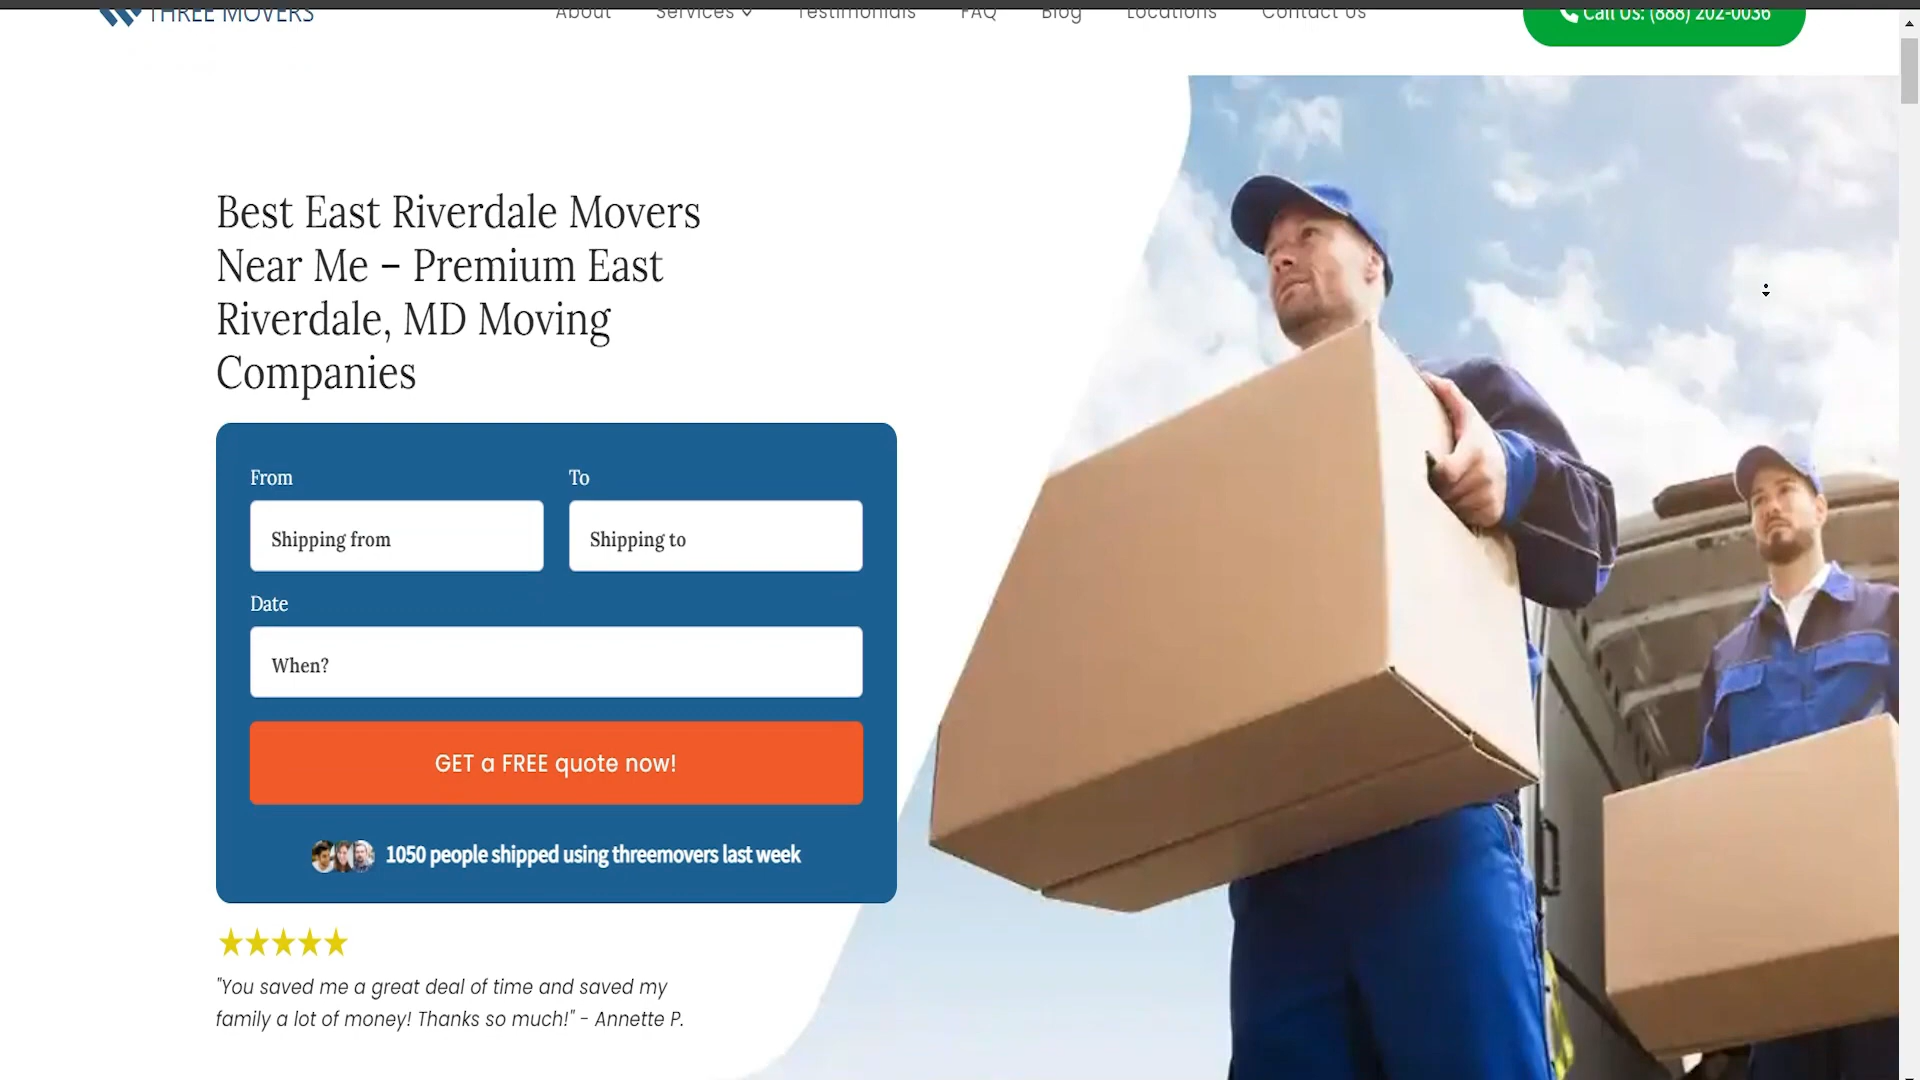 THREE MOVERS
About Services Testimonials FAQ Blog Locations Contact Us
Call Us: (888) 202-0036
Best East Riverdale Movers
Near Me – Premium East
Riverdale, MD Moving
Companies
From To
Shipping from Shipping to
Date
When?
GET a FREE quote now!
1050 people shipped using threemovers last week
"You saved me a great deal of time and saved my
family a lot of money! Thanks so much!" - Annette P.